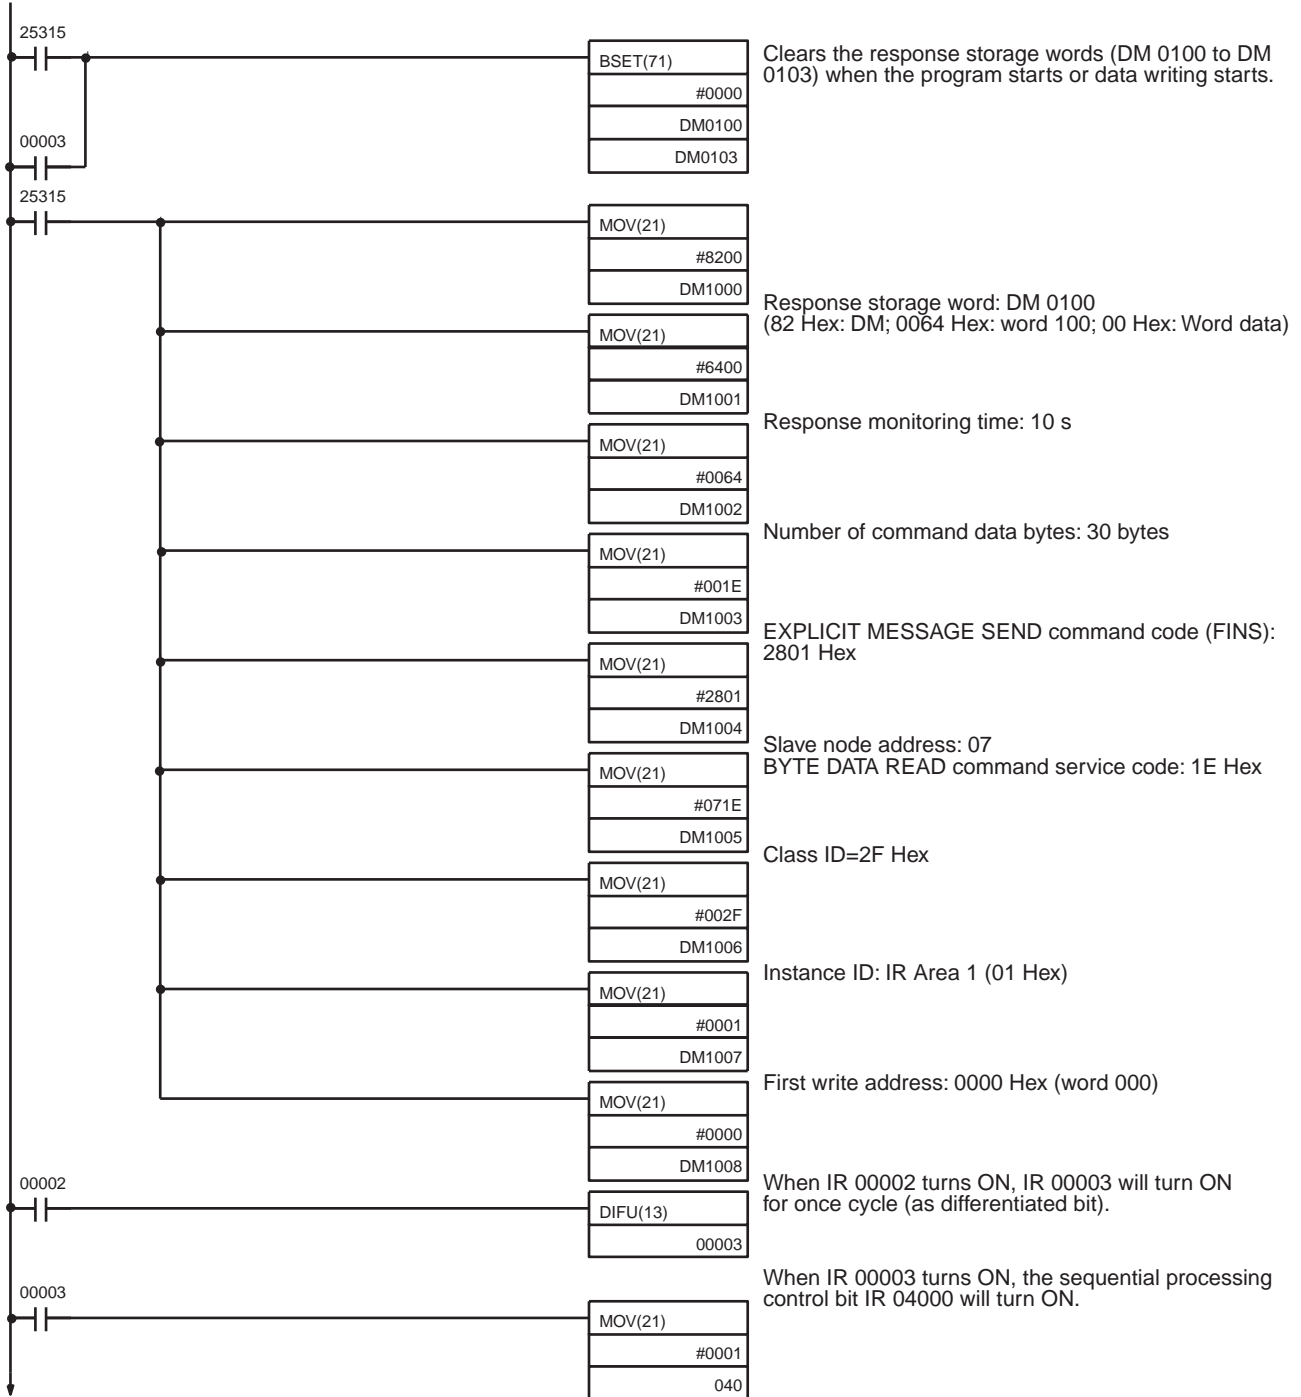 25315
BSET(71)
#0000
DM0100
DM0103
Clears the response storage words (DM 0100 to DM
0103) when the program starts or data writing starts.
00003
25315
MOV(21)
#8200
DM1000
Response storage word: DM 0100
(82 Hex: DM; 0064 Hex: word 100; 00 Hex: Word data)
MOV(21)
#6400
DM1001
Response monitoring time: 10 s
MOV(21)
#0064
DM1002
Number of command data bytes: 30 bytes
MOV(21)
#001E
DM1003
EXPLICIT MESSAGE SEND command code (FINS):
2801 Hex
MOV(21)
#2801
DM1004
Slave node address: 07
BYTE DATA READ command service code: 1E Hex
MOV(21)
#071E
DM1005
Class ID=2F Hex
MOV(21)
#002F
DM1006
Instance ID: IR Area 1 (01 Hex)
MOV(21)
#0001
DM1007
First write address: 0000 Hex (word 000)
MOV(21)
#0000
DM1008
00002
DIFU(13)
00003
When IR 00002 turns ON, IR 00003 will turn ON
for once cycle (as differentiated bit).
00003
MOV(21)
#0001
040
When IR 00003 turns ON, the sequential processing
control bit IR 04000 will turn ON.